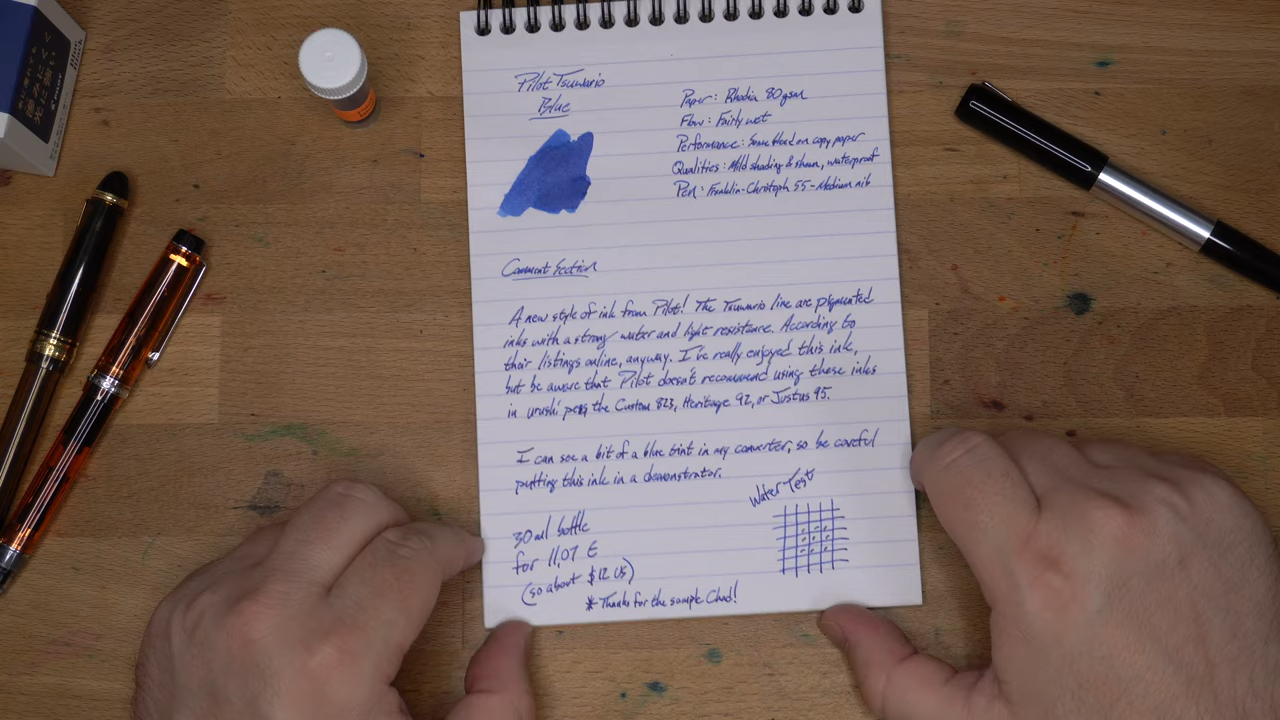 Pilot Tsuwairo
Blue
Paper: Rhodia 80gsm
Flow: Fairly wet
Performance: Some bleed on copy paper
Qualities: Mild shading & sheen, waterproof
Pen: Franklin-Christoph 55-Medium nib
Comment Section
A new style of ink from Pilot! The Tsuwairo line are pigmented
inks with a strong water and light resistance. According to
their listings online, anyway. I've really enjoyed this ink,
but be aware that Pilot doesn't recommend using these inks
in urushi pens, the Custom 823, Heritage 92, or Justus 95.
I can see a bit of a blue tint in my converter, so be careful
putting this ink in a demonstrator.
Water Test
30ml bottle
for 11,07 €
(so about $12 US)
* Thanks for the sample Chad!